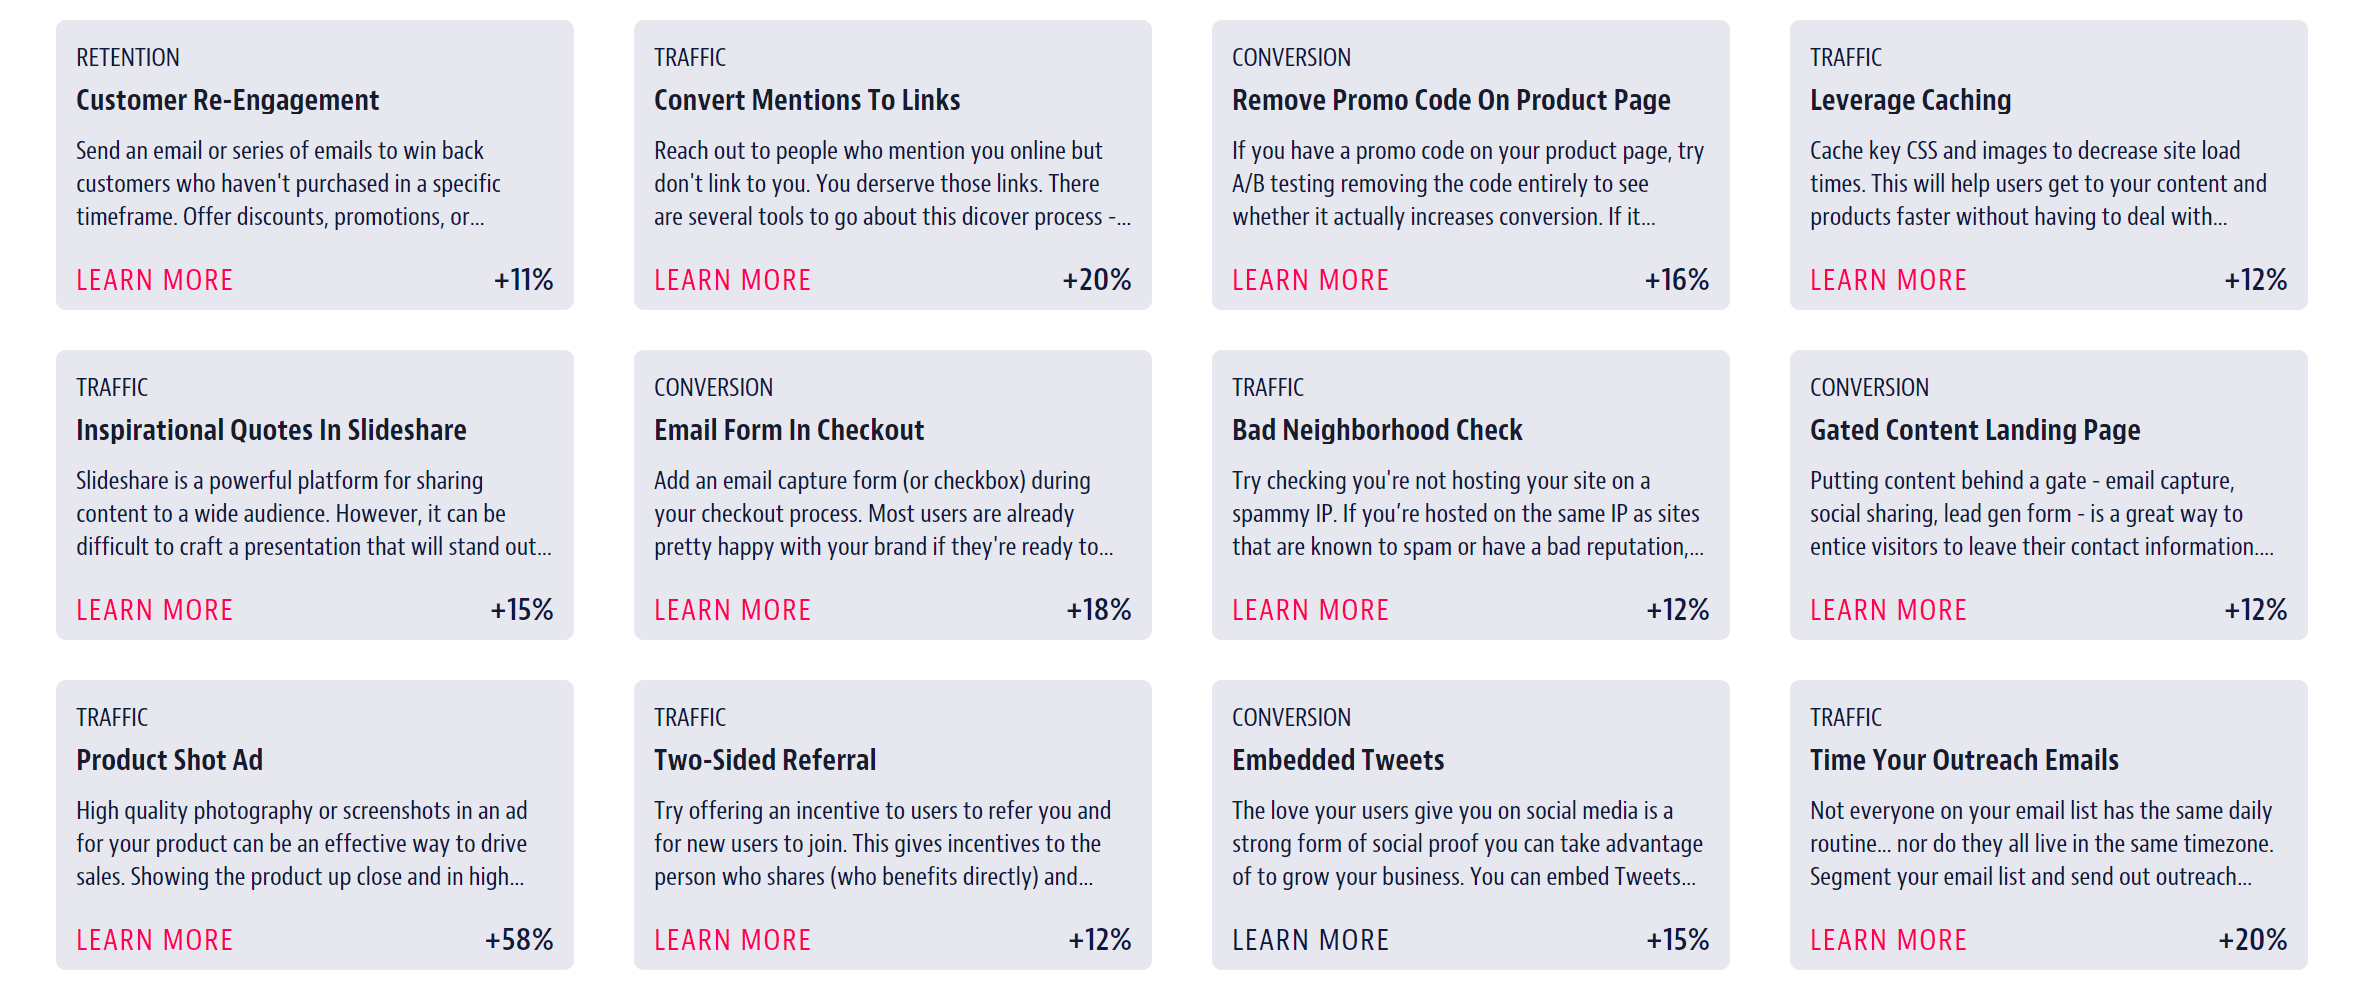 RETENTION
Customer Re-Engagement
Send an email or series of emails to win back
customers who haven't purchased in a specific
timeframe. Offer discounts, promotions, or...
LEARN MORE
+11%
TRAFFIC
Convert Mentions To Links
Reach out to people who mention you online but
don't link to you. You derserve those links. There
are several tools to go about this dicover process -...
LEARN MORE
+20%
CONVERSION
Remove Promo Code On Product Page
If you have a promo code on your product page, try
A/B testing removing the code entirely to see
whether it actually increases conversion. If it...
LEARN MORE
+16%
TRAFFIC
Leverage Caching
Cache key CSS and images to decrease site load
times. This will help users get to your content and
products faster without having to deal with...
LEARN MORE
+12%
TRAFFIC
Inspirational Quotes In Slideshare
Slideshare is a powerful platform for sharing
content to a wide audience. However, it can be
difficult to craft a presentation that will stand out...
LEARN MORE
+15%
CONVERSION
Email Form In Checkout
Add an email capture form (or checkbox) during
your checkout process. Most users are already
pretty happy with your brand if they're ready to...
LEARN MORE
+18%
TRAFFIC
Bad Neighborhood Check
Try checking you're not hosting your site on a
spammy IP. If you’re hosted on the same IP as sites
that are known to spam or have a bad reputation,...
LEARN MORE
+12%
CONVERSION
Gated Content Landing Page
Putting content behind a gate - email capture,
social sharing, lead gen form - is a great way to
entice visitors to leave their contact information....
LEARN MORE
+12%
TRAFFIC
Product Shot Ad
High quality photography or screenshots in an ad
for your product can be an effective way to drive
sales. Showing the product up close and in high...
LEARN MORE
+58%
TRAFFIC
Two-Sided Referral
Try offering an incentive to users to refer you and
for new users to join. This gives incentives to the
person who shares (who benefits directly) and...
LEARN MORE
+12%
CONVERSION
Embedded Tweets
The love your users give you on social media is a
strong form of social proof you can take advantage
of to grow your business. You can embed Tweets...
LEARN MORE
+15%
TRAFFIC
Time Your Outreach Emails
Not everyone on your email list has the same daily
routine... nor do they all live in the same timezone.
Segment your email list and send out outreach...
LEARN MORE
+20%